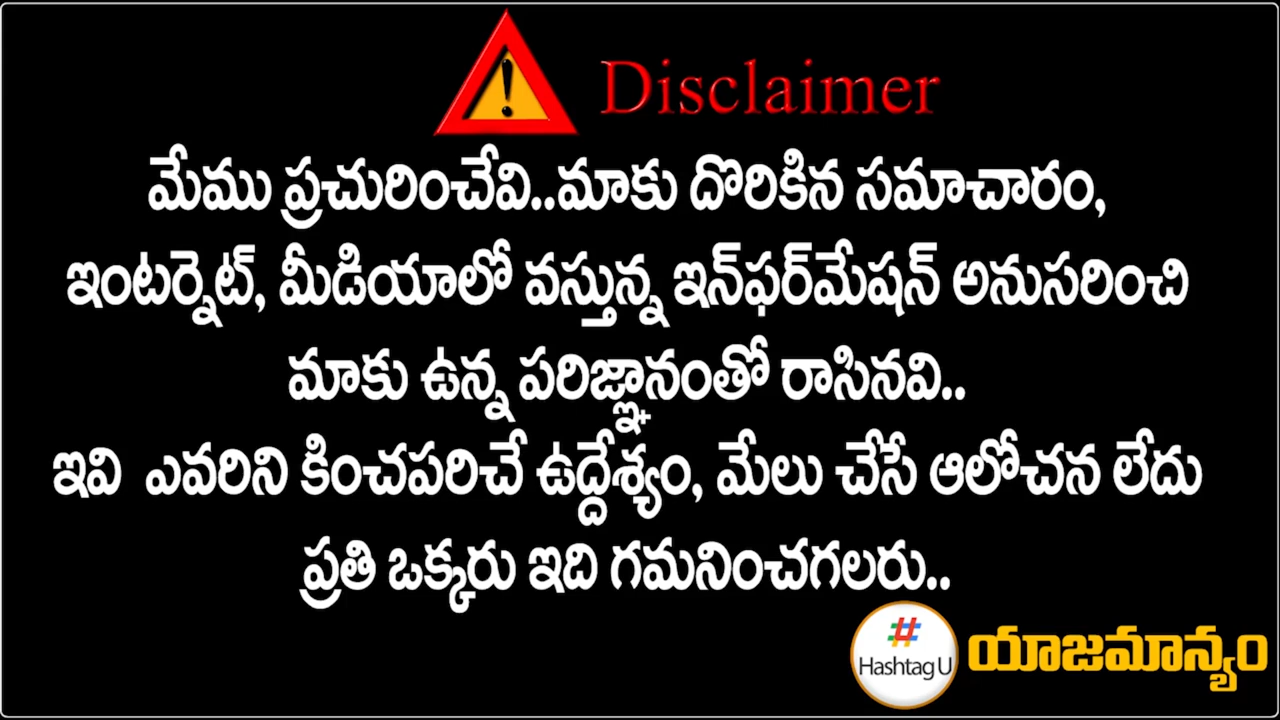 Disclaimer
మేము ప్రచురించేవి..మాకు దొరికిన సమాచారం,
ఇంటర్నెట్, మీడియాలో వస్తున్న ఇన్‌ఫర్‌మేషన్ అనుసరించి
మాకు ఉన్న పరిజ్ఞానంతో రాసినవి..
ఇవి ఎవరిని కించపరిచే ఉద్దేశ్యం, మేలు చేసే ఆలోచన లేదు
ప్రతి ఒక్కరు ఇది గమనించగలరు..
# Hashtag U యాజమాన్యం